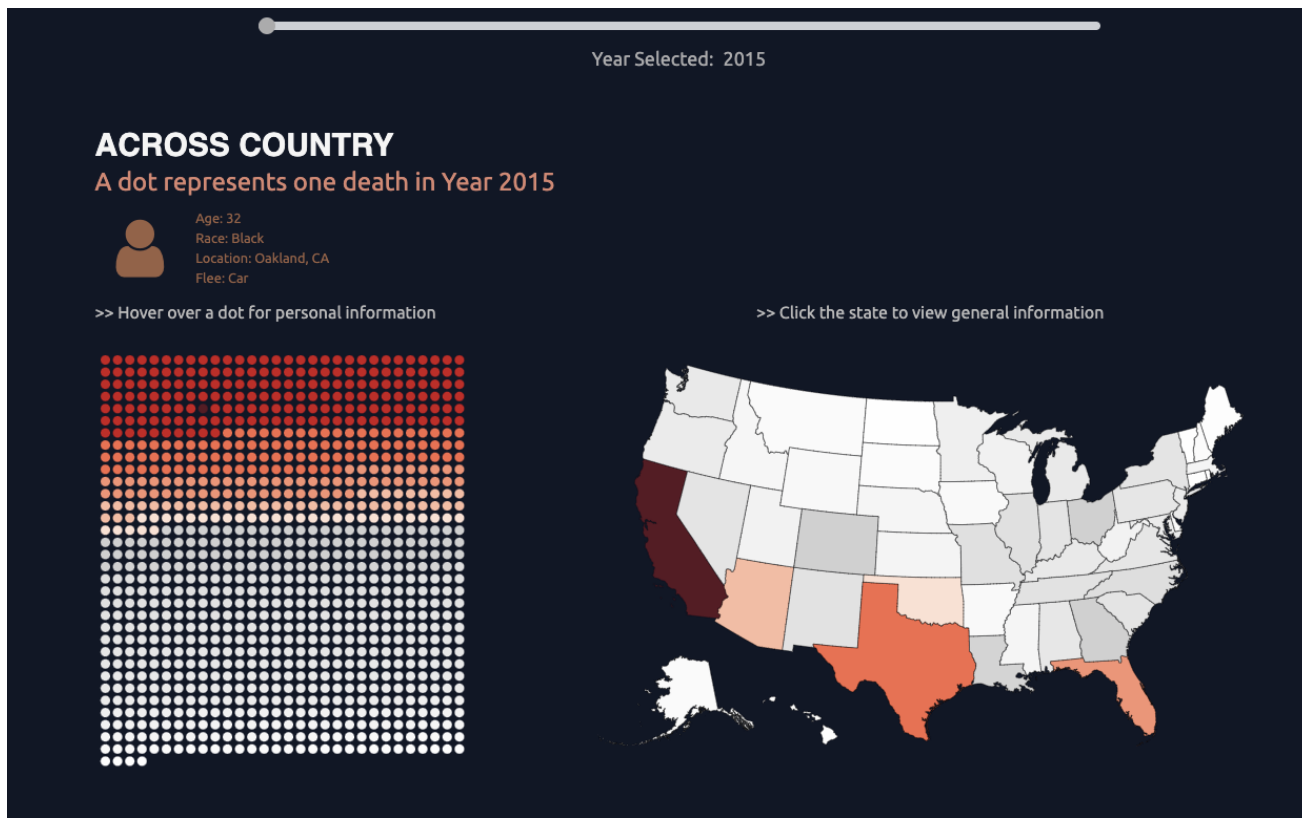 Year Selected: 2015
ACROSS COUNTRY
A dot represents one death in Year 2015
Age: 32
Race: Black
Location: Oakland, CA
Flee: Car
>> Hover over a dot for personal information
>> Click the state to view general information